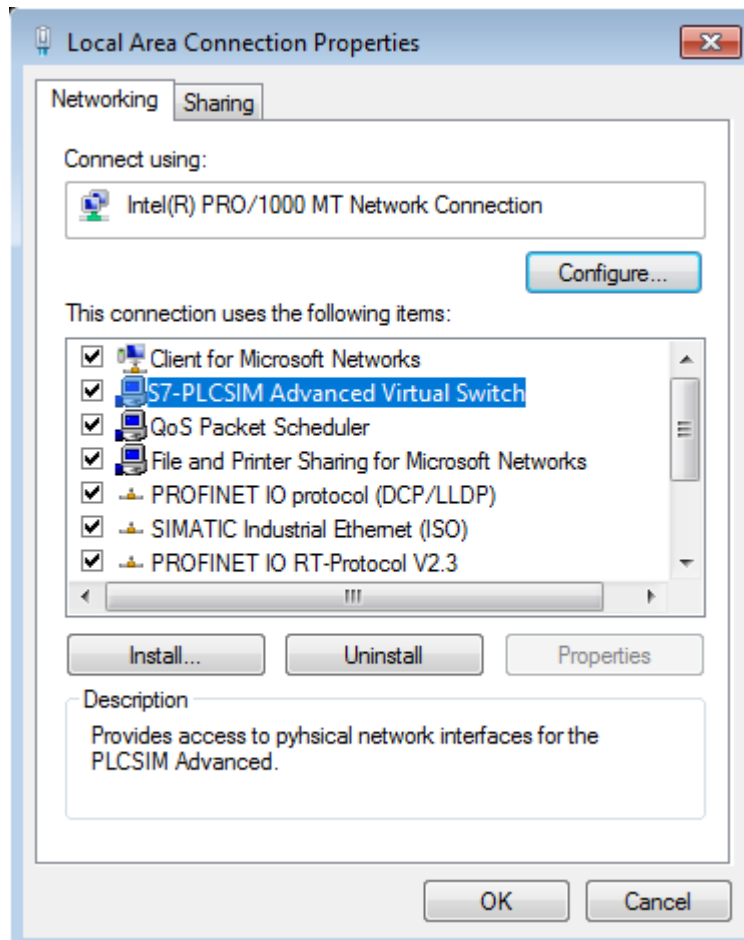 Local Area Connection Properties
Networking
Sharing
Connect using:
Intel(R) PRO/1000 MT Network Connection
Configure...
This connection uses the following items:
Client for Microsoft Networks
S7-PLCSIM Advanced Virtual Switch
QoS Packet Scheduler
File and Printer Sharing for Microsoft Networks
PROFINET IO protocol (DCP/LLDP)
SIMATIC Industrial Ethernet (ISO)
PROFINET IO RT-Protocol V2.3
Install...
Uninstall
Properties
Description
Provides access to pyhsical network interfaces for the
PLCSIM Advanced.
OK
Cancel